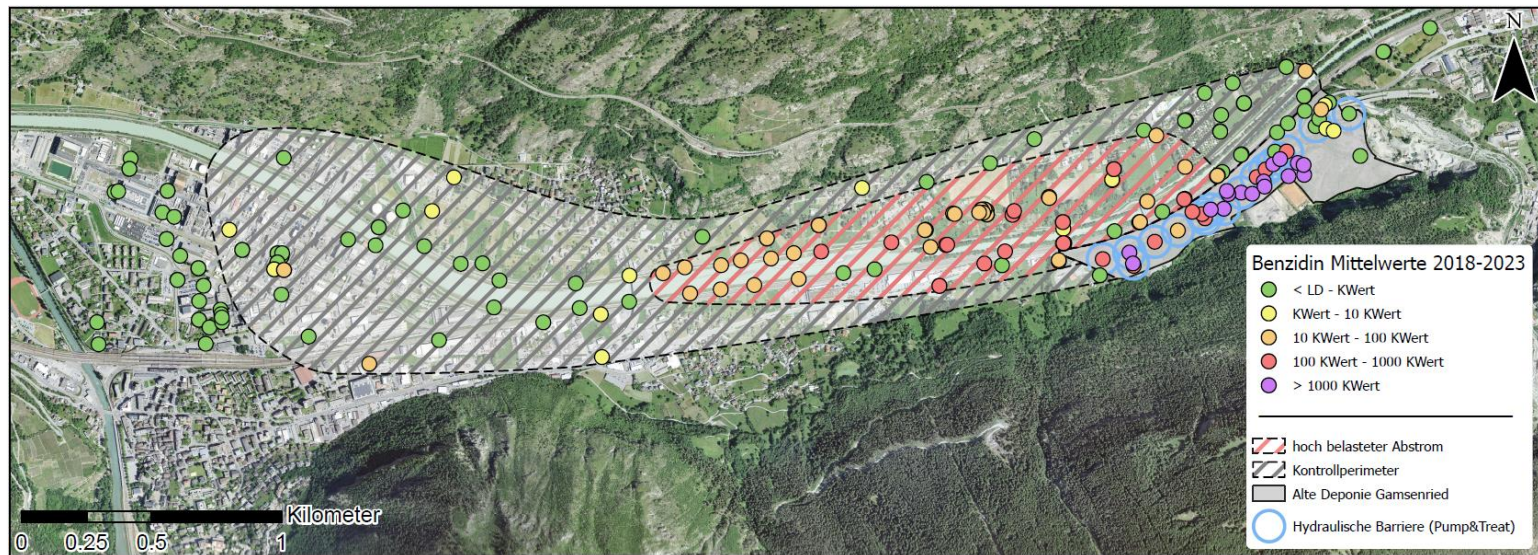 N
Benzidin Mittelwerte 2018-2023
< LD - KWert
KWert - 10 KWert
10 KWert - 100 KWert
100 KWert - 1000 KWert
> 1000 KWert
hoch belasteter Abstrom
Kontrollperimeter
Alte Deponie Gamsenried
Hydraulische Barriere (Pump&Treat)
Kilometer
0 0.25 0.5 1